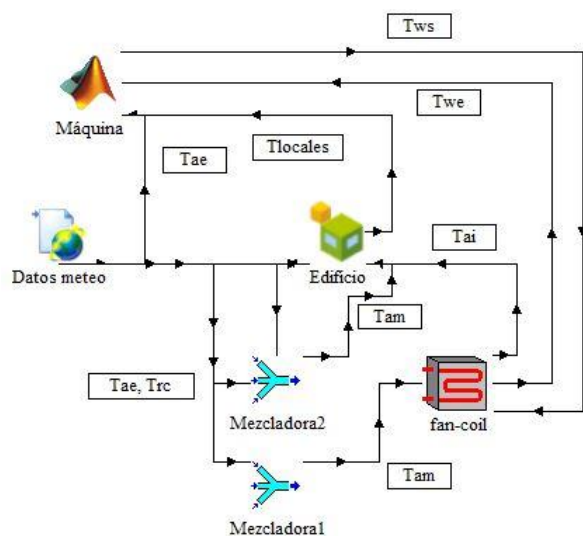 Tws
Twe
Máquina
Tlocales
Tae
Tai
Datos meteo
Edificio
Tam
Tae, Trc
Mezcladora2
fan-coil
Tam
Mezcladora1